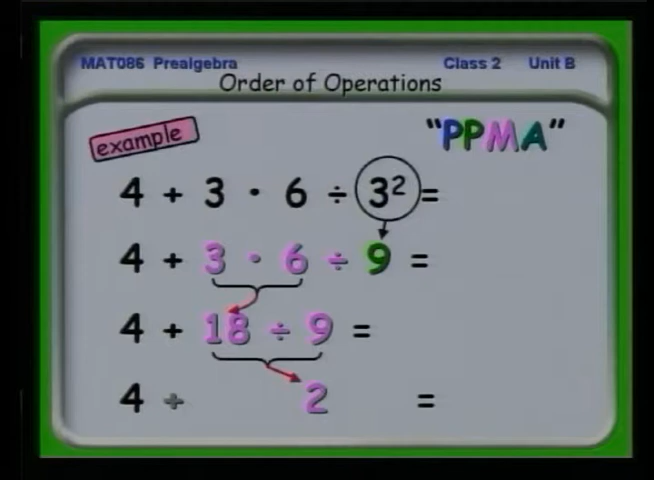 MAT086 Prealgebra Class 2 Unit B
Order of Operations
example
"PPMA"
4 + 3 · 6 ÷ 3² =
4 + 3 · 6 ÷ 9 =
4 + 18 ÷ 9 =
4 + 2 =